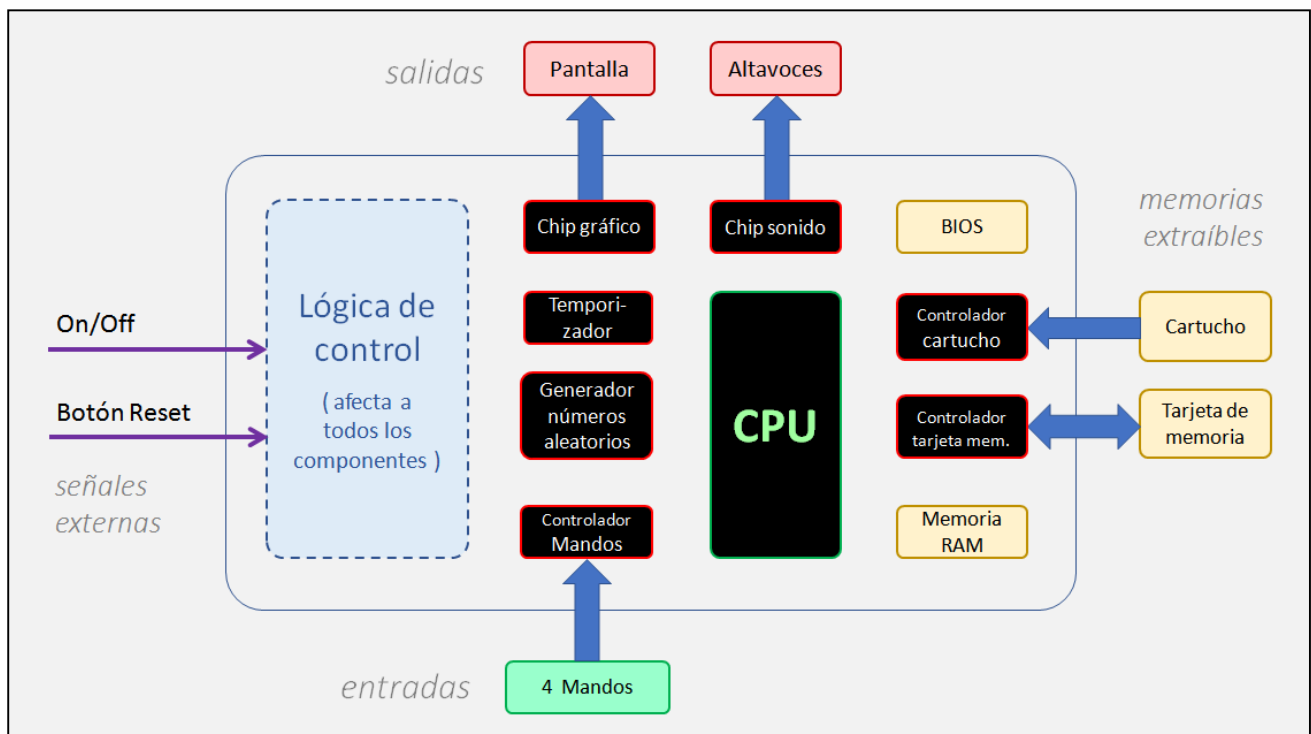 salidas
Pantalla
Altavoces
memorias
extraíbles
Chip gráfico
Chip sonido
BIOS
Lógica de
control
( afecta a
todos los
componentes )
On/Off
Botón Reset
señales
externas
Tempori-
zador
Generador
números
aleatorios
Controlador
Mandos
CPU
Controlador
cartucho
Cartucho
Controlador
tarjeta mem.
Tarjeta de
memoria
Memoria
RAM
entradas
4 Mandos